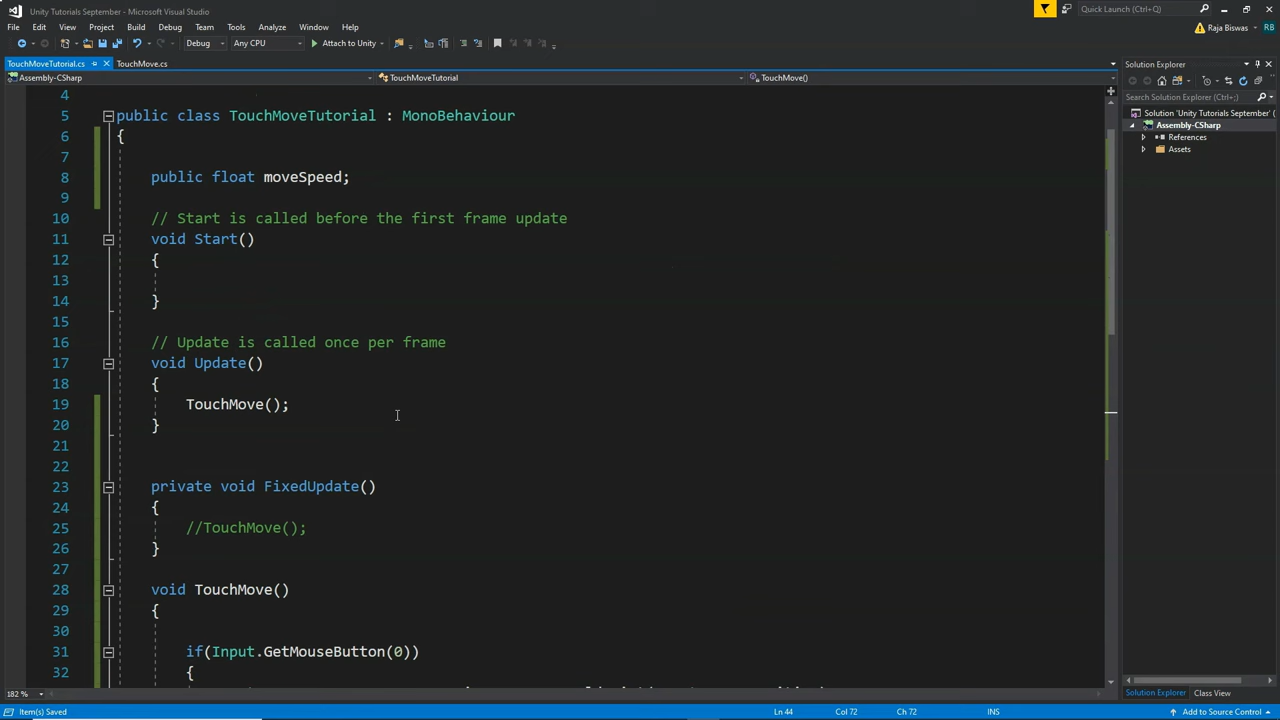 Unity Tutorials September - Microsoft Visual Studio
Quick Launch (Ctrl+Q)
File Edit View Project Build Debug Team Tools Analyze Window Help
Raja Biswas RB
Debug Any CPU Attach to Unity
TouchMoveTutorial.cs TouchMove.cs
Assembly-CSharp TouchMoveTutorial TouchMove()
Solution Explorer
Search Solution Explorer (Ctrl+;)
Solution 'Unity Tutorials September' (
Assembly-CSharp
References
Assets
4
5 public class TouchMoveTutorial : MonoBehaviour
6 {
7
8 public float moveSpeed;
9
10 // Start is called before the first frame update
11 void Start()
12 {
13
14 }
15
16 // Update is called once per frame
17 void Update()
18 {
19 TouchMove();
20 }
21
22
23 private void FixedUpdate()
24 {
25 //TouchMove();
26 }
27
28 void TouchMove()
29 {
30
31 if(Input.GetMouseButton(0))
32 {
182 %
Solution Explorer Class View
Item(s) Saved Ln 44 Col 72 Ch 72 INS Add to Source Control